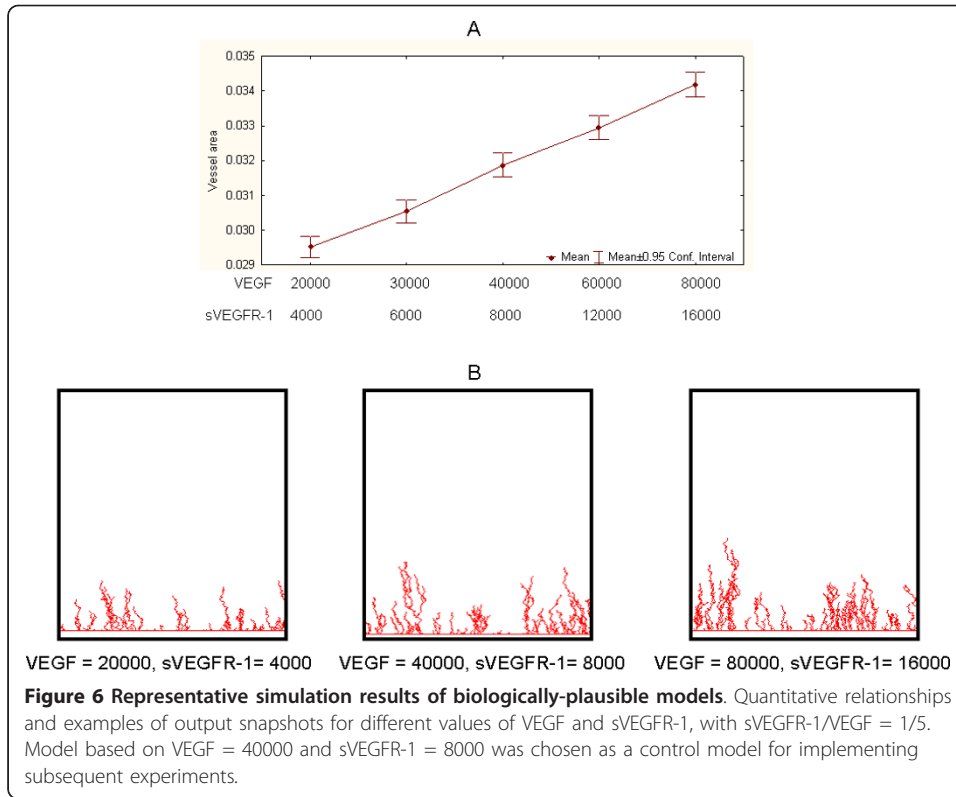 A
0.035
0.034
0.033
0.032
0.031
0.030
0.029
Vessel area
Mean Mean±0.95 Conf. Interval
VEGF 20000 30000 40000 60000 80000
sVEGFR-1 4000 6000 8000 12000 16000
B
VEGF = 20000, sVEGFR-1= 4000 VEGF = 40000, sVEGFR-1= 8000 VEGF = 80000, sVEGFR-1= 16000
Figure 6 Representative simulation results of biologically-plausible models. Quantitative relationships
and examples of output snapshots for different values of VEGF and sVEGFR-1, with sVEGFR-1/VEGF = 1/5.
Model based on VEGF = 40000 and sVEGFR-1 = 8000 was chosen as a control model for implementing
subsequent experiments.